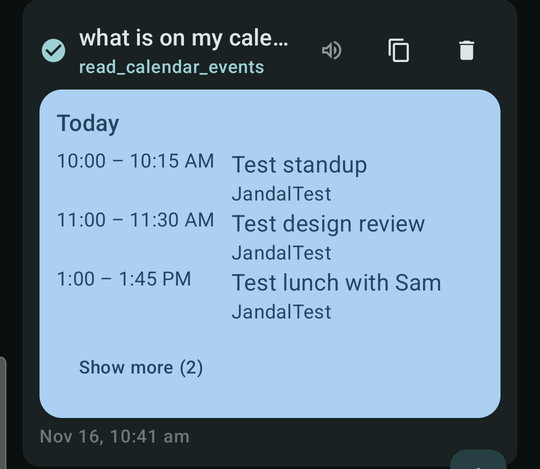 what is on my cale…
read_calendar_events
Today
10:00 – 10:15 AM Test standup
JandalTest
11:00 – 11:30 AM Test design review
JandalTest
1:00 – 1:45 PM Test lunch with Sam
JandalTest
Show more (2)
Nov 16, 10:41 am